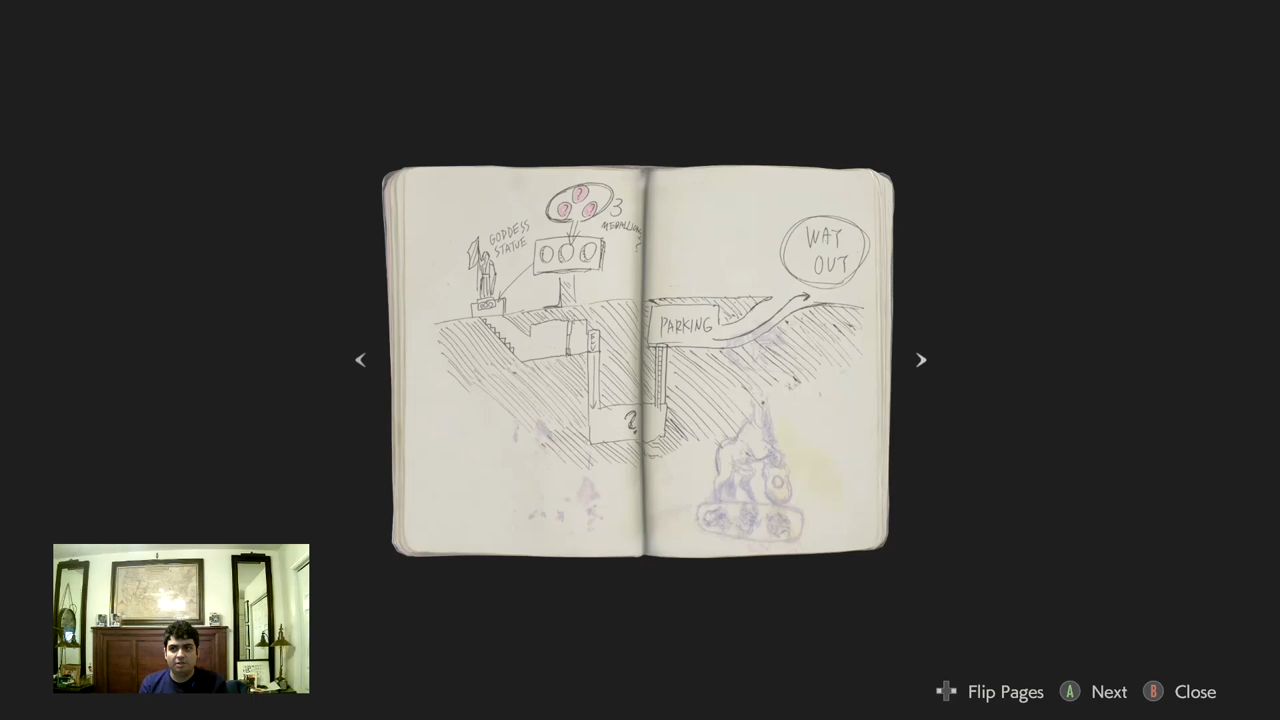 ?
? ?
3
MEDALLIONS
?
GODDESS
STATUE
WAY
OUT
PARKING
?
Flip Pages A Next B Close